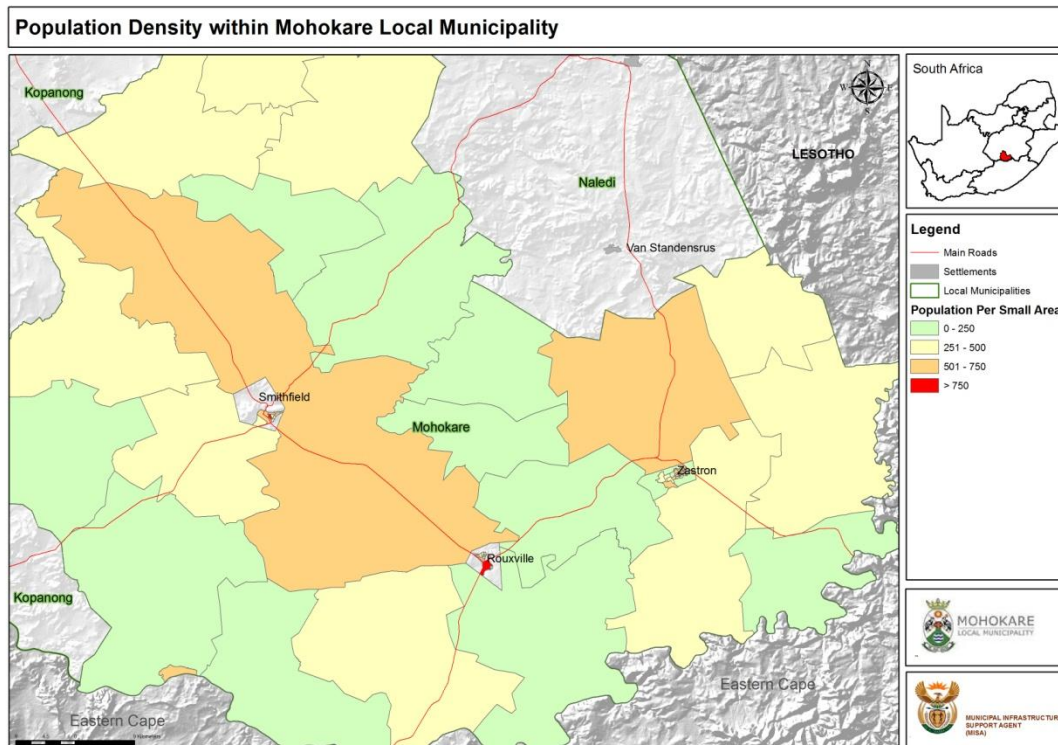 Population Density within Mohokare Local Municipality
Kopanong
N
W
E
S
LESOTHO
Naledi
Van Standensrus
Smithfield
Mohokare
Zastron
Rouxville
Kopanong
Eastern Cape
Eastern Cape
South Africa
Legend
Main Roads
Settlements
Local Municipalities
Population Per Small Area
0 - 250
251 - 500
501 - 750
> 750
MOHOKARE
LOCAL MUNICIPALITY
MUNICIPAL INFRASTRUCTUR
SUPPORT AGENT
(MISA)